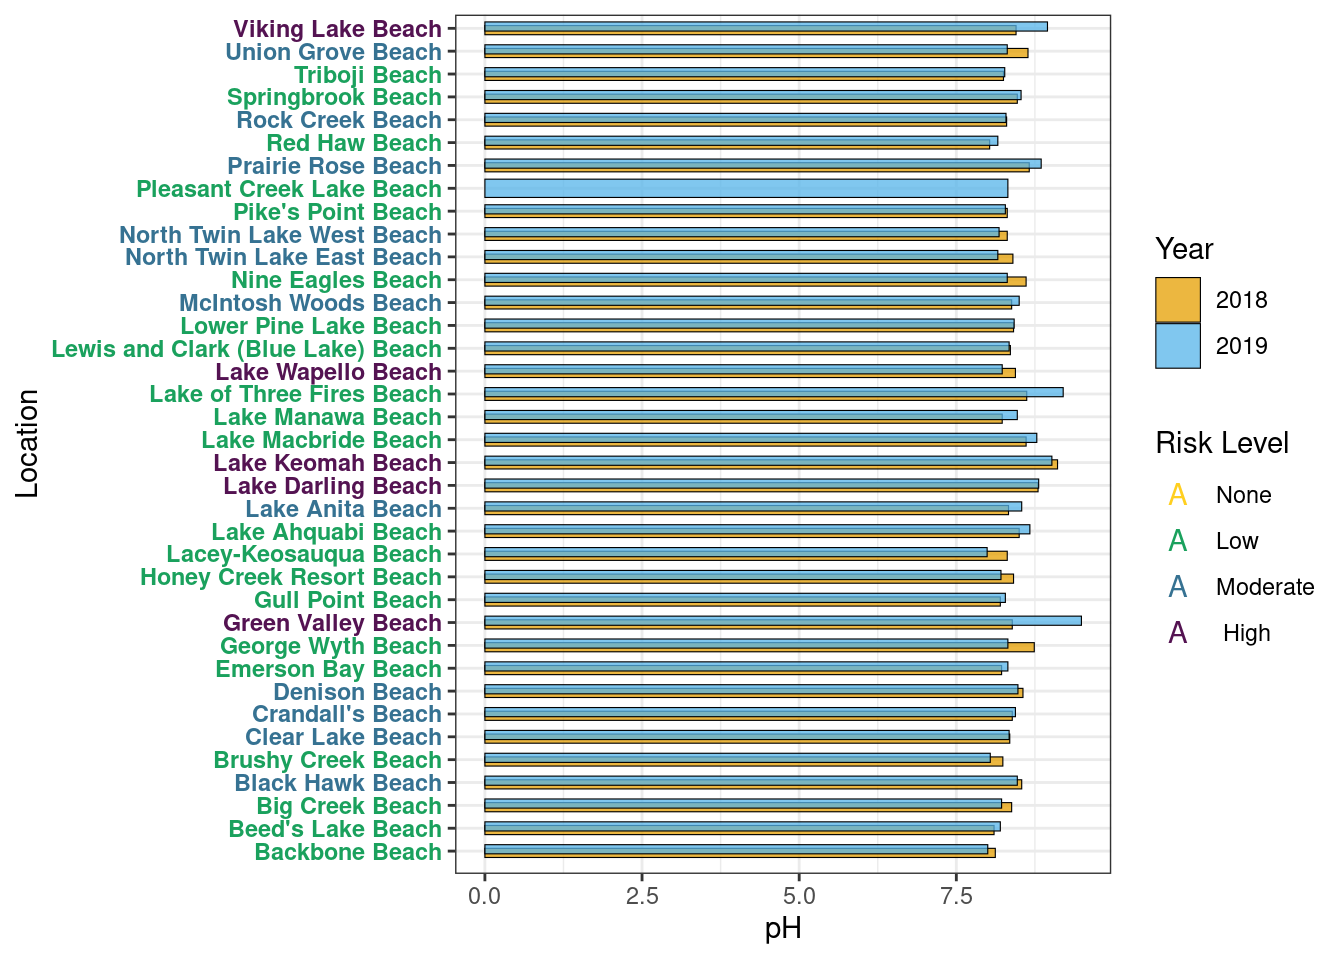 Viking Lake Beach
Union Grove Beach
Triboji Beach
Springbrook Beach
Rock Creek Beach
Red Haw Beach
Prairie Rose Beach
Pleasant Creek Lake Beach
Pike's Point Beach
North Twin Lake West Beach
North Twin Lake East Beach
Nine Eagles Beach
McIntosh Woods Beach
Lower Pine Lake Beach
Lewis and Clark (Blue Lake) Beach
Lake Wapello Beach
Lake of Three Fires Beach
Lake Manawa Beach
Lake Macbride Beach
Lake Keomah Beach
Lake Darling Beach
Lake Anita Beach
Lake Ahquabi Beach
Lacey-Keosauqua Beach
Honey Creek Resort Beach
Gull Point Beach
Green Valley Beach
George Wyth Beach
Emerson Bay Beach
Denison Beach
Crandall's Beach
Clear Lake Beach
Brushy Creek Beach
Black Hawk Beach
Big Creek Beach
Beed's Lake Beach
Backbone Beach
Location
0.0 2.5 5.0 7.5
pH
Year
2018
2019
Risk Level
A None
A Low
A Moderate
A High